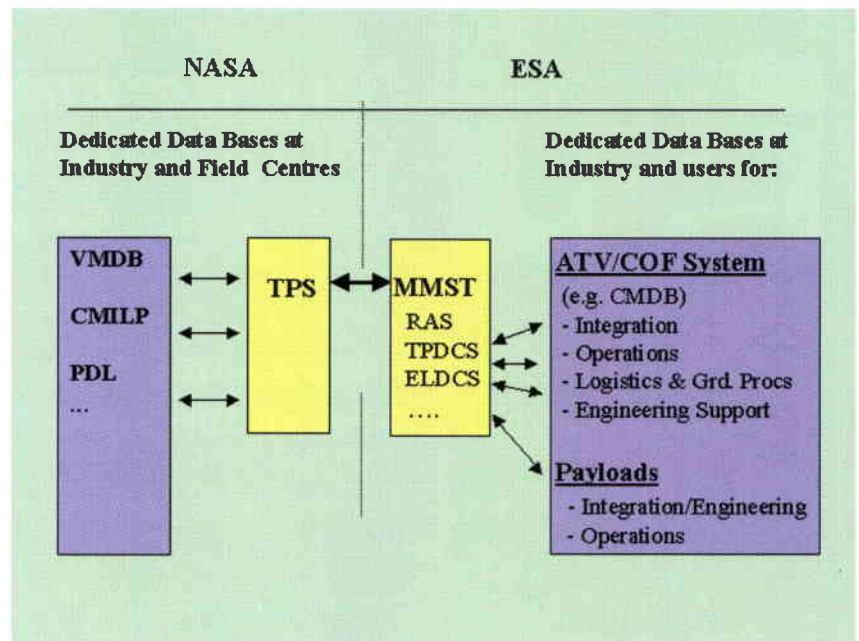 NASA
ESA
Dedicated Data Bases at
Industry and Field Centres
Dedicated Data Bases at
Industry and users for:
VMDB
CMILP
PDL
...
TPS
MMST
RAS
TPDCS
ELDCS
....
ATV/COF System
(e.g. CMDB)
- Integration
- Operations
- Logistics & Grd. Procs
- Engineering Support
Payloads
- Integration/Engineering
- Operations